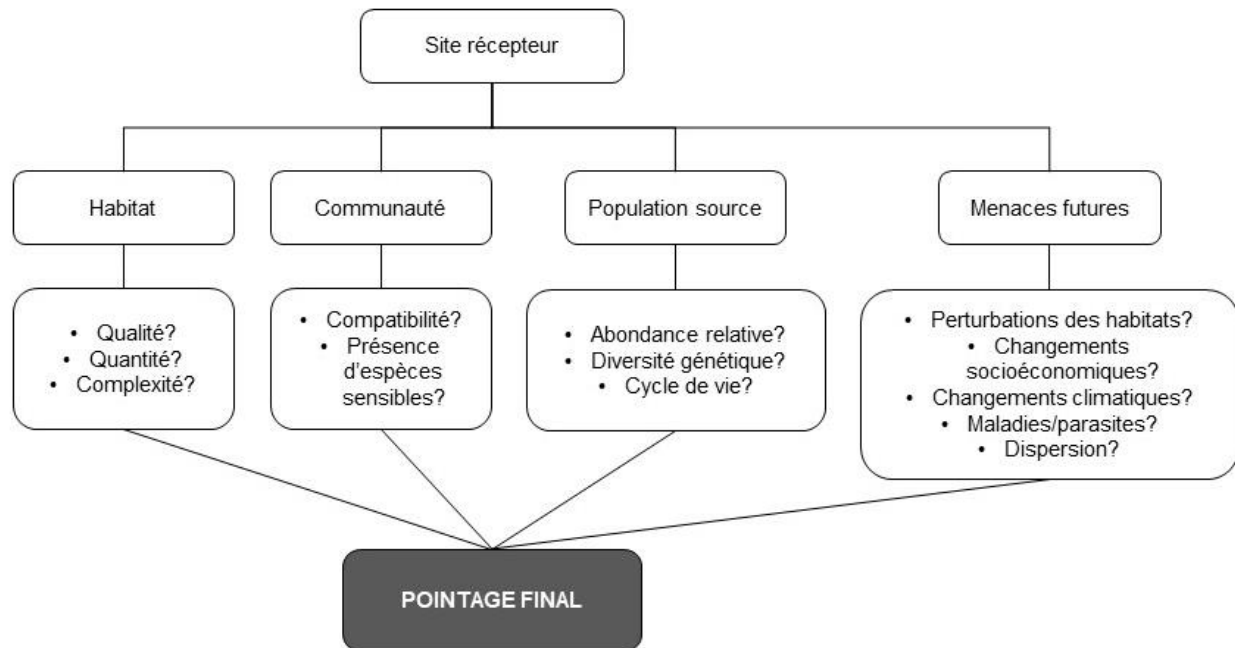 Site récepteur
Habitat
Communauté
Population source
Menaces futures
• Qualité?
• Quantité?
• Complexité?
• Compatibilité?
• Présence
d'espèces
sensibles?
• Abondance relative?
• Diversité génétique?
• Cycle de vie?
• Perturbations des habitats?
• Changements
socioéconomiques?
• Changements climatiques?
• Maladies/parasites?
• Dispersion?
POINTAGE FINAL